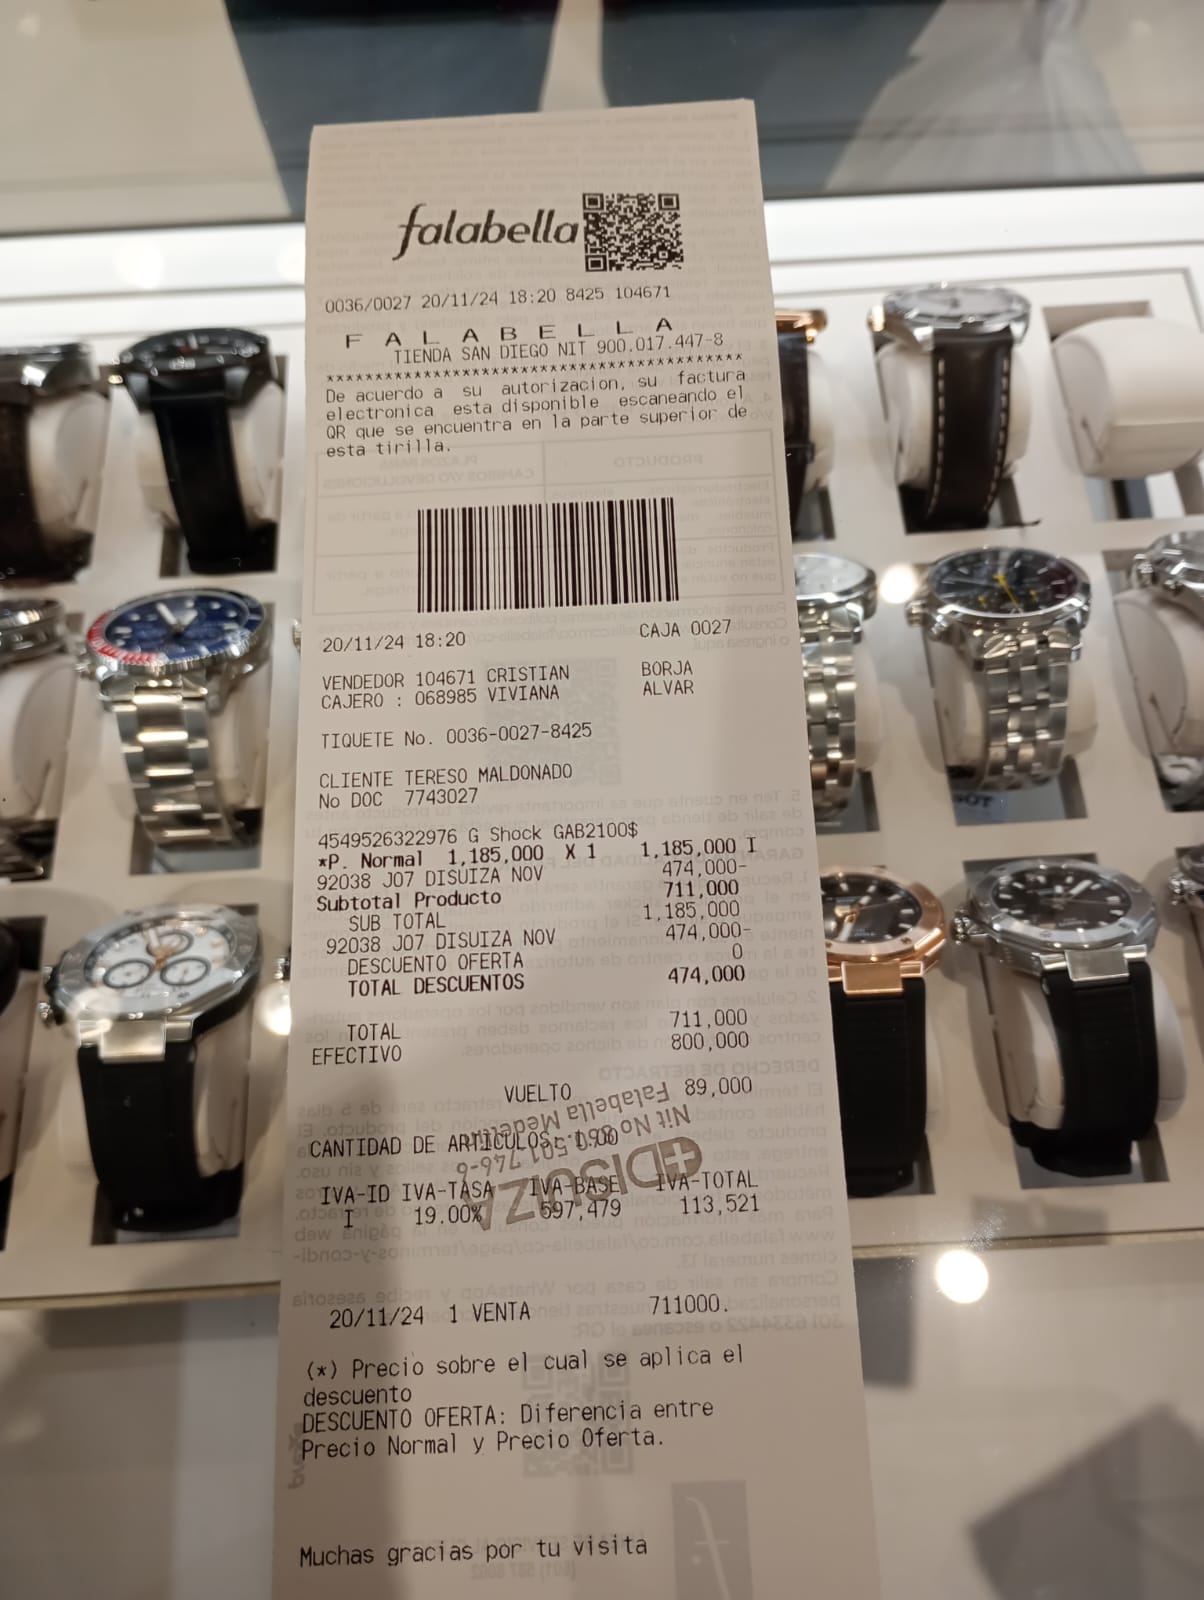 falabella
0036/0027 20/11/24 18:20 8425 104671
F A L A B E L L A
TIENDA SAN DIEGO NIT 900.017.447-8
****************************************
De acuerdo a su autorizacion, su factura
electronica esta disponible escaneando el
QR que se encuentra en la parte superior de
esta tirilla.
20/11/24 18:20 CAJA 0027
VENDEDOR 104671 CRISTIAN BORJA
CAJERO : 068985 VIVIANA ALVAR
TIQUETE No. 0036-0027-8425
CLIENTE TERESO MALDONADO
No DOC 7743027
4549526322976 G Shock GAB2100$
*P. Normal 1,185,000 X 1 1,185,000 I
92038 J07 DISUIZA NOV 474,000-
Subtotal Producto 711,000
SUB TOTAL 1,185,000
92038 J07 DISUIZA NOV 474,000-
DESCUENTO OFERTA 0
TOTAL DESCUENTOS 474,000
TOTAL 711,000
EFECTIVO 800,000
VUELTO 89,000
CANTIDAD DE ARTICULOS
IVA-ID IVA-TASA IVA-BASE IVA-TOTAL
I 19.00% 597,479 113,521
DISUIZA
Nit No
Falabella
20/11/24 1 VENTA 711000.
(*) Precio sobre el cual se aplica el
descuento
DESCUENTO OFERTA: Diferencia entre
Precio Normal y Precio Oferta.
Muchas gracias por tu visita